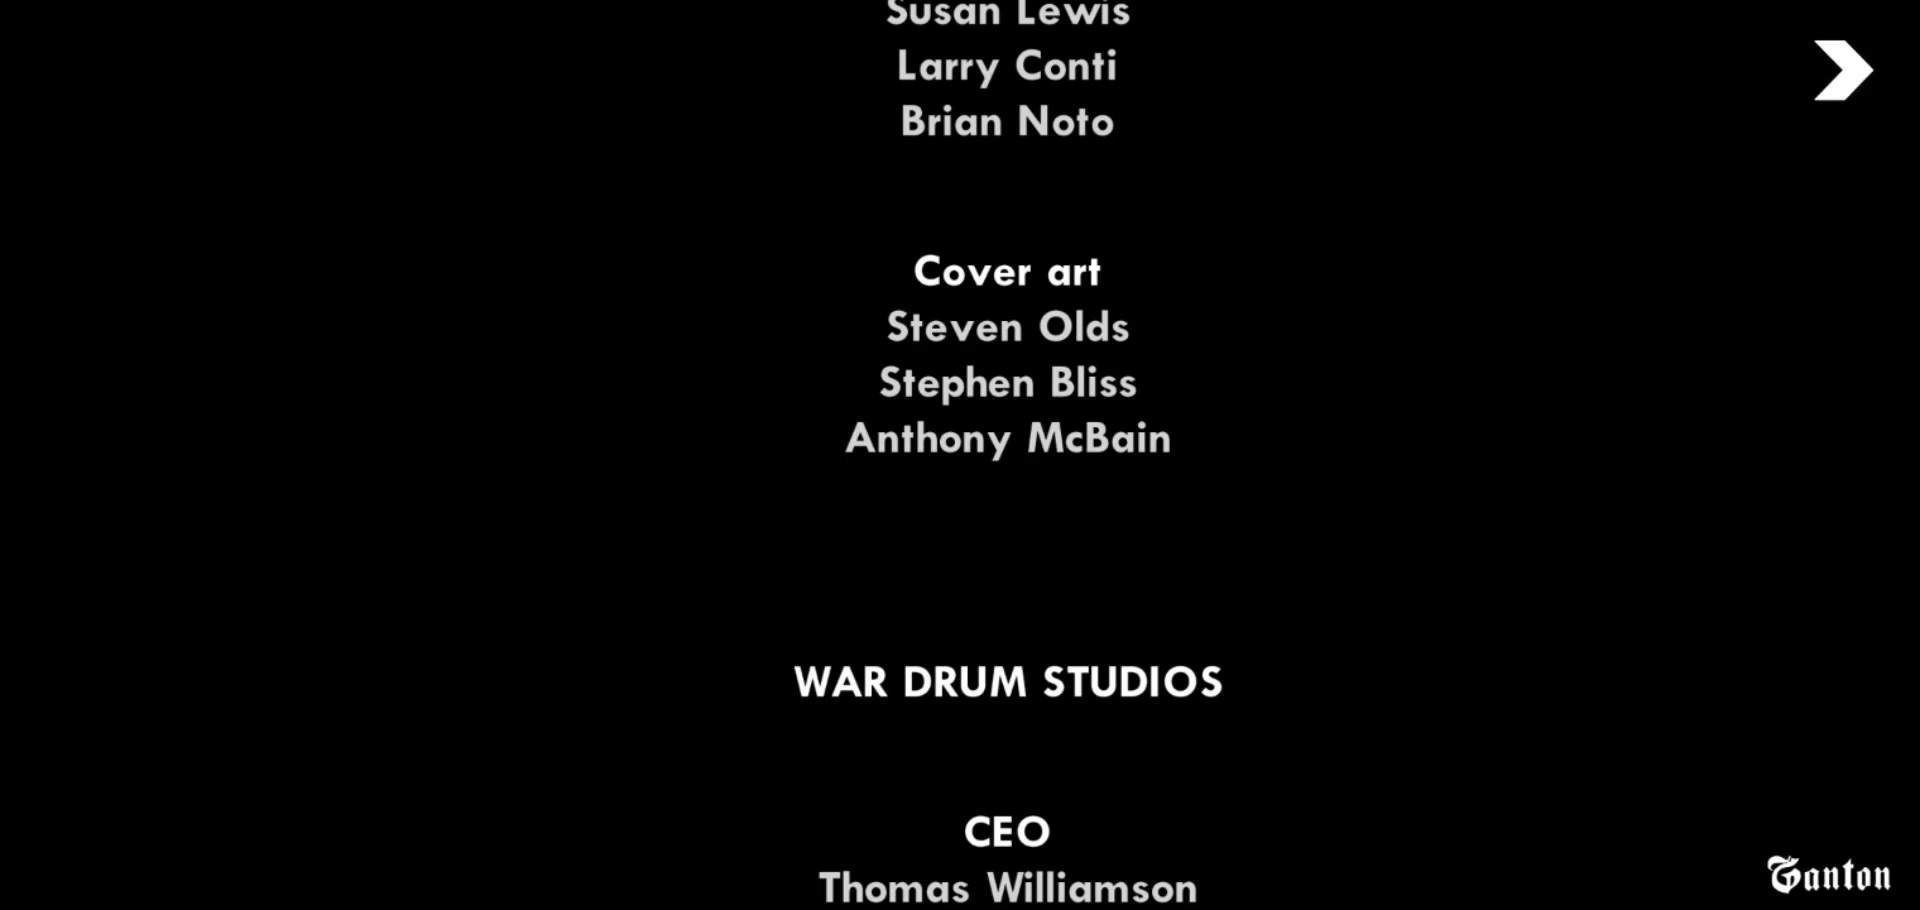 Susan Lewis
Larry Conti
Brian Noto
Cover art
Steven Olds
Stephen Bliss
Anthony McBain
WAR DRUM STUDIOS
CEO
Thomas Williamson
Ganton